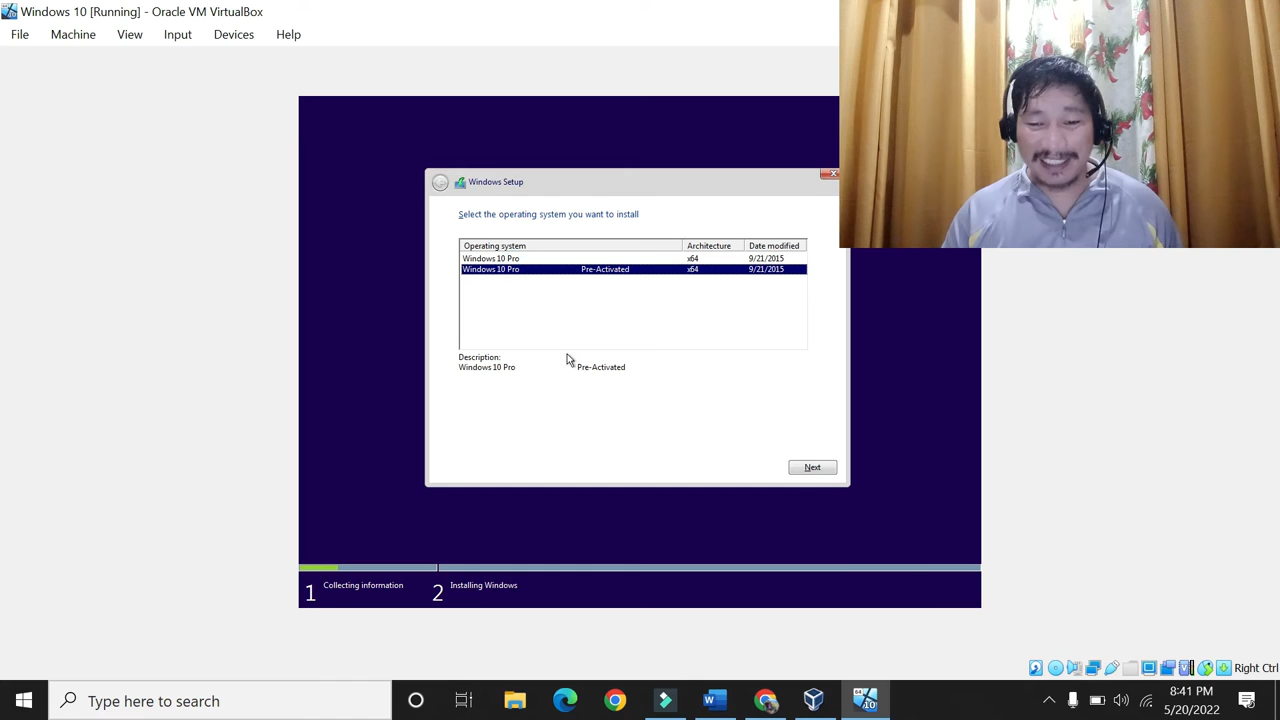 Windows 10 [Running] - Oracle VM VirtualBox
File Machine View Input Devices Help
Windows Setup
Select the operating system you want to install
Operating system Architecture Date modified
Windows 10 Pro x64 9/21/2015
Windows 10 Pro Pre-Activated x64 9/21/2015
Description:
Windows 10 Pro Pre-Activated
Next
1 Collecting information 2 Installing Windows
Right Ctrl
Type here to search
8:41 PM
5/20/2022